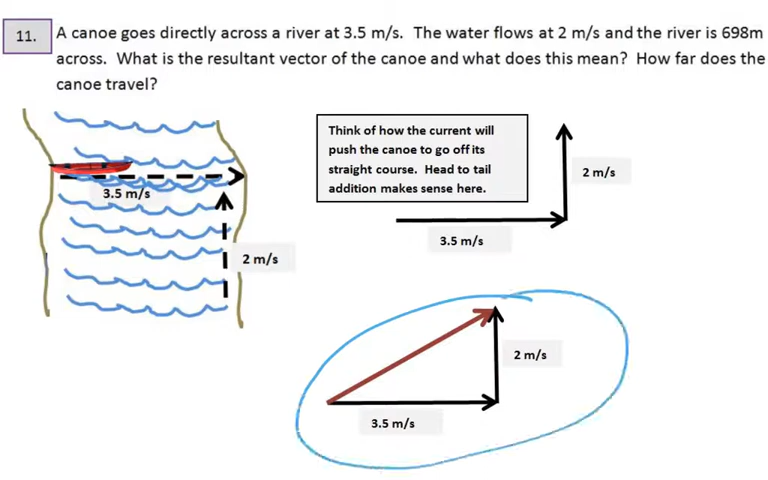 11. A canoe goes directly across a river at 3.5 m/s. The water flows at 2 m/s and the river is 698m
across. What is the resultant vector of the canoe and what does this mean? How far does the
canoe travel?
Think of how the current will
push the canoe to go off its
straight course. Head to tail
addition makes sense here.
2 m/s
3.5 m/s
3.5 m/s
2 m/s
2 m/s
3.5 m/s